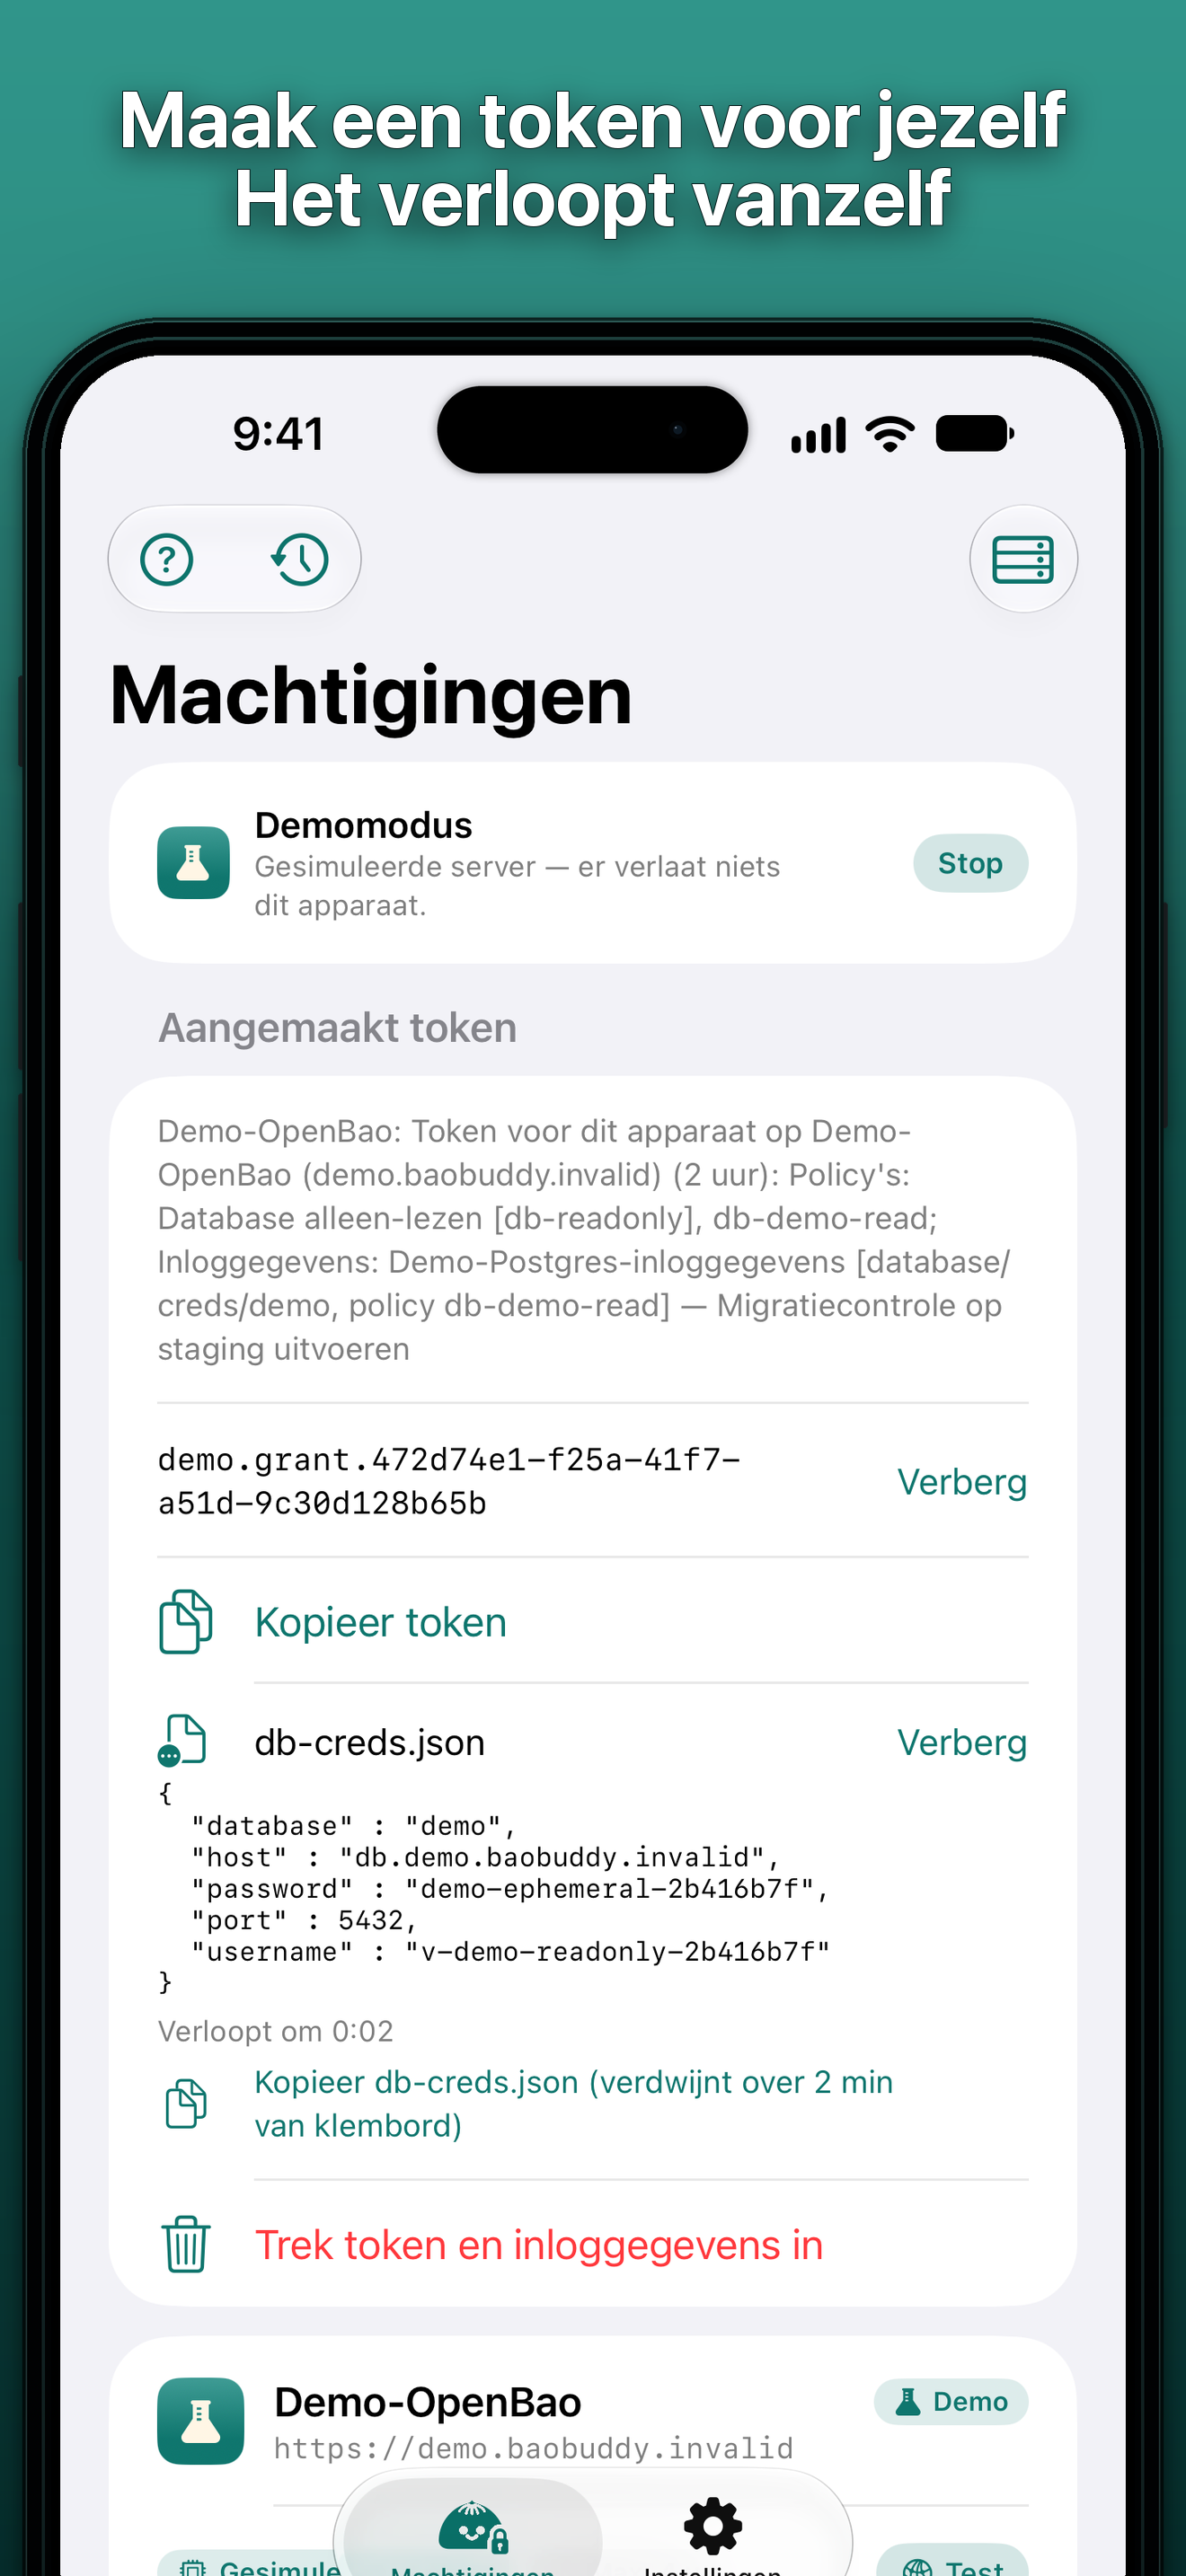 Maak een token voor jezelf
Het verloopt vanzelf
9:41
Machtigingen
Demomodus
Gesimuleerde server — er verlaat niets
dit apparaat.
Stop
Aangemaakt token
Demo-OpenBao: Token voor dit apparaat op Demo-
OpenBao (demo.baobuddy.invalid) (2 uur): Policy's:
Database alleen-lezen [db-readonly], db-demo-read;
Inloggegevens: Demo-Postgres-inloggegevens [database/
creds/demo, policy db-demo-read] — Migratiecontrole op
staging uitvoeren
demo.grant.472d74e1-f25a-41f7-
a51d-9c30d128b65b
Verberg
Kopieer token
db-creds.json
Verberg
{
"database" : "demo",
"host" : "db.demo.baobuddy.invalid",
"password" : "demo-ephemeral-2b416b7f",
"port" : 5432,
"username" : "v-demo-readonly-2b416b7f"
}
Verloopt om 0:02
Kopieer db-creds.json (verdwijnt over 2 min
van klembord)
Trek token en inloggegevens in
Demo-OpenBao
Demo
https://demo.baobuddy.invalid
Machtigingen
Instellingen
Gesimule
Test